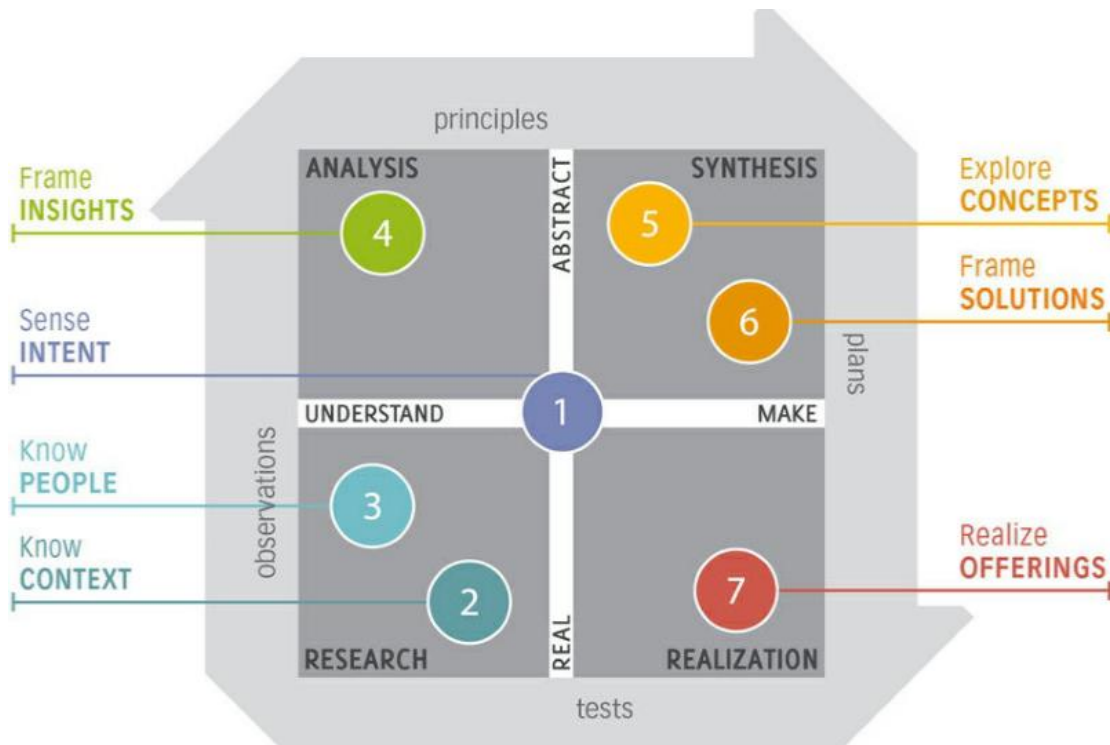 principles
Frame
INSIGHTS
ANALYSIS
4
ABSTRACT
SYNTHESIS
5
Explore
CONCEPTS
6
Frame
SOLUTIONS
Sense
INTENT
plans
UNDERSTAND
1
MAKE
observations
Know
PEOPLE
3
Know
CONTEXT
2
RESEARCH
REAL
7
REALIZATION
Realize
OFFERINGS
tests